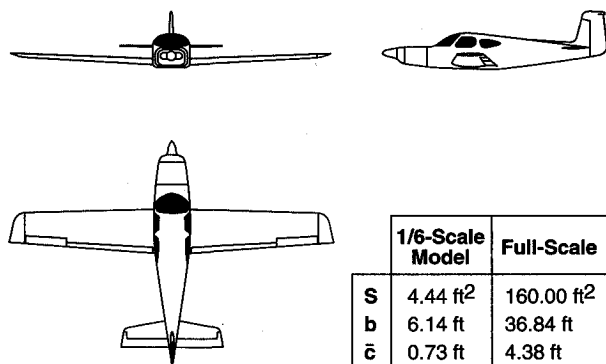 1/6-Scale Model Full-Scale
S 4.44 ft² 160.00 ft²
b 6.14 ft 36.84 ft
c̄ 0.73 ft 4.38 ft